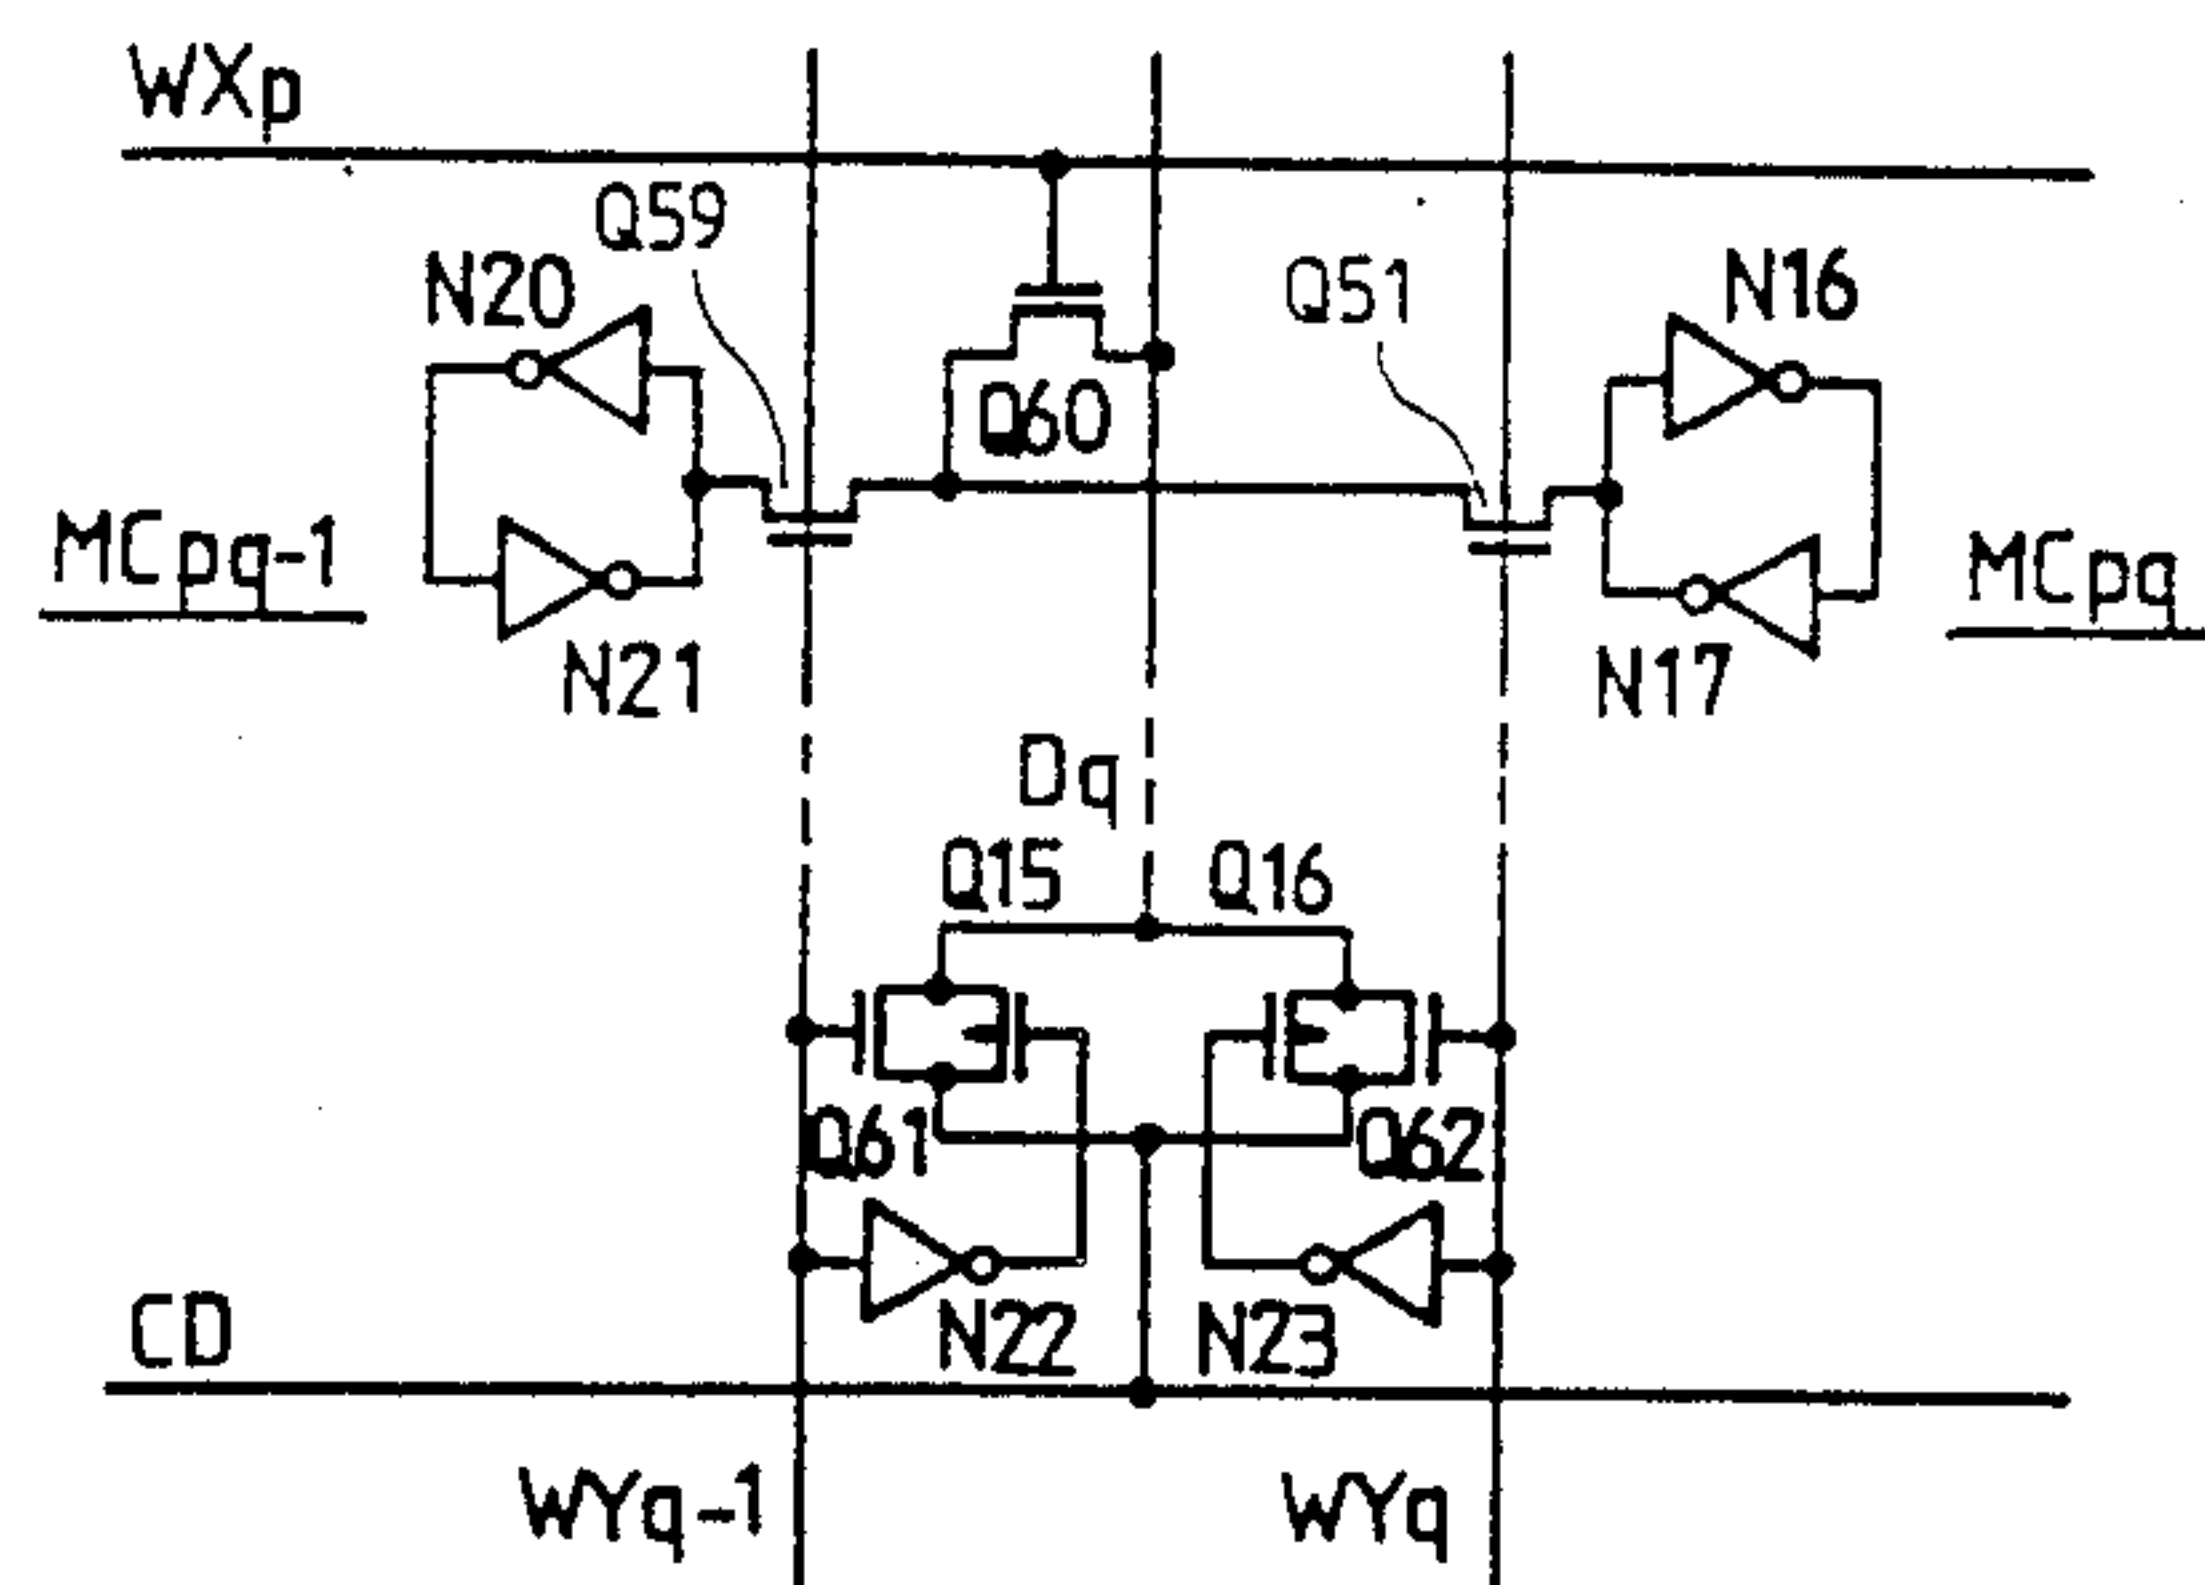 WXp
Q59
N20
Q51
N16
Q60
MCpq-1
MCpq
N21
N17
Dq
Q15
Q16
Q61
Q62
N22
N23
CD
WYq-1
WYq